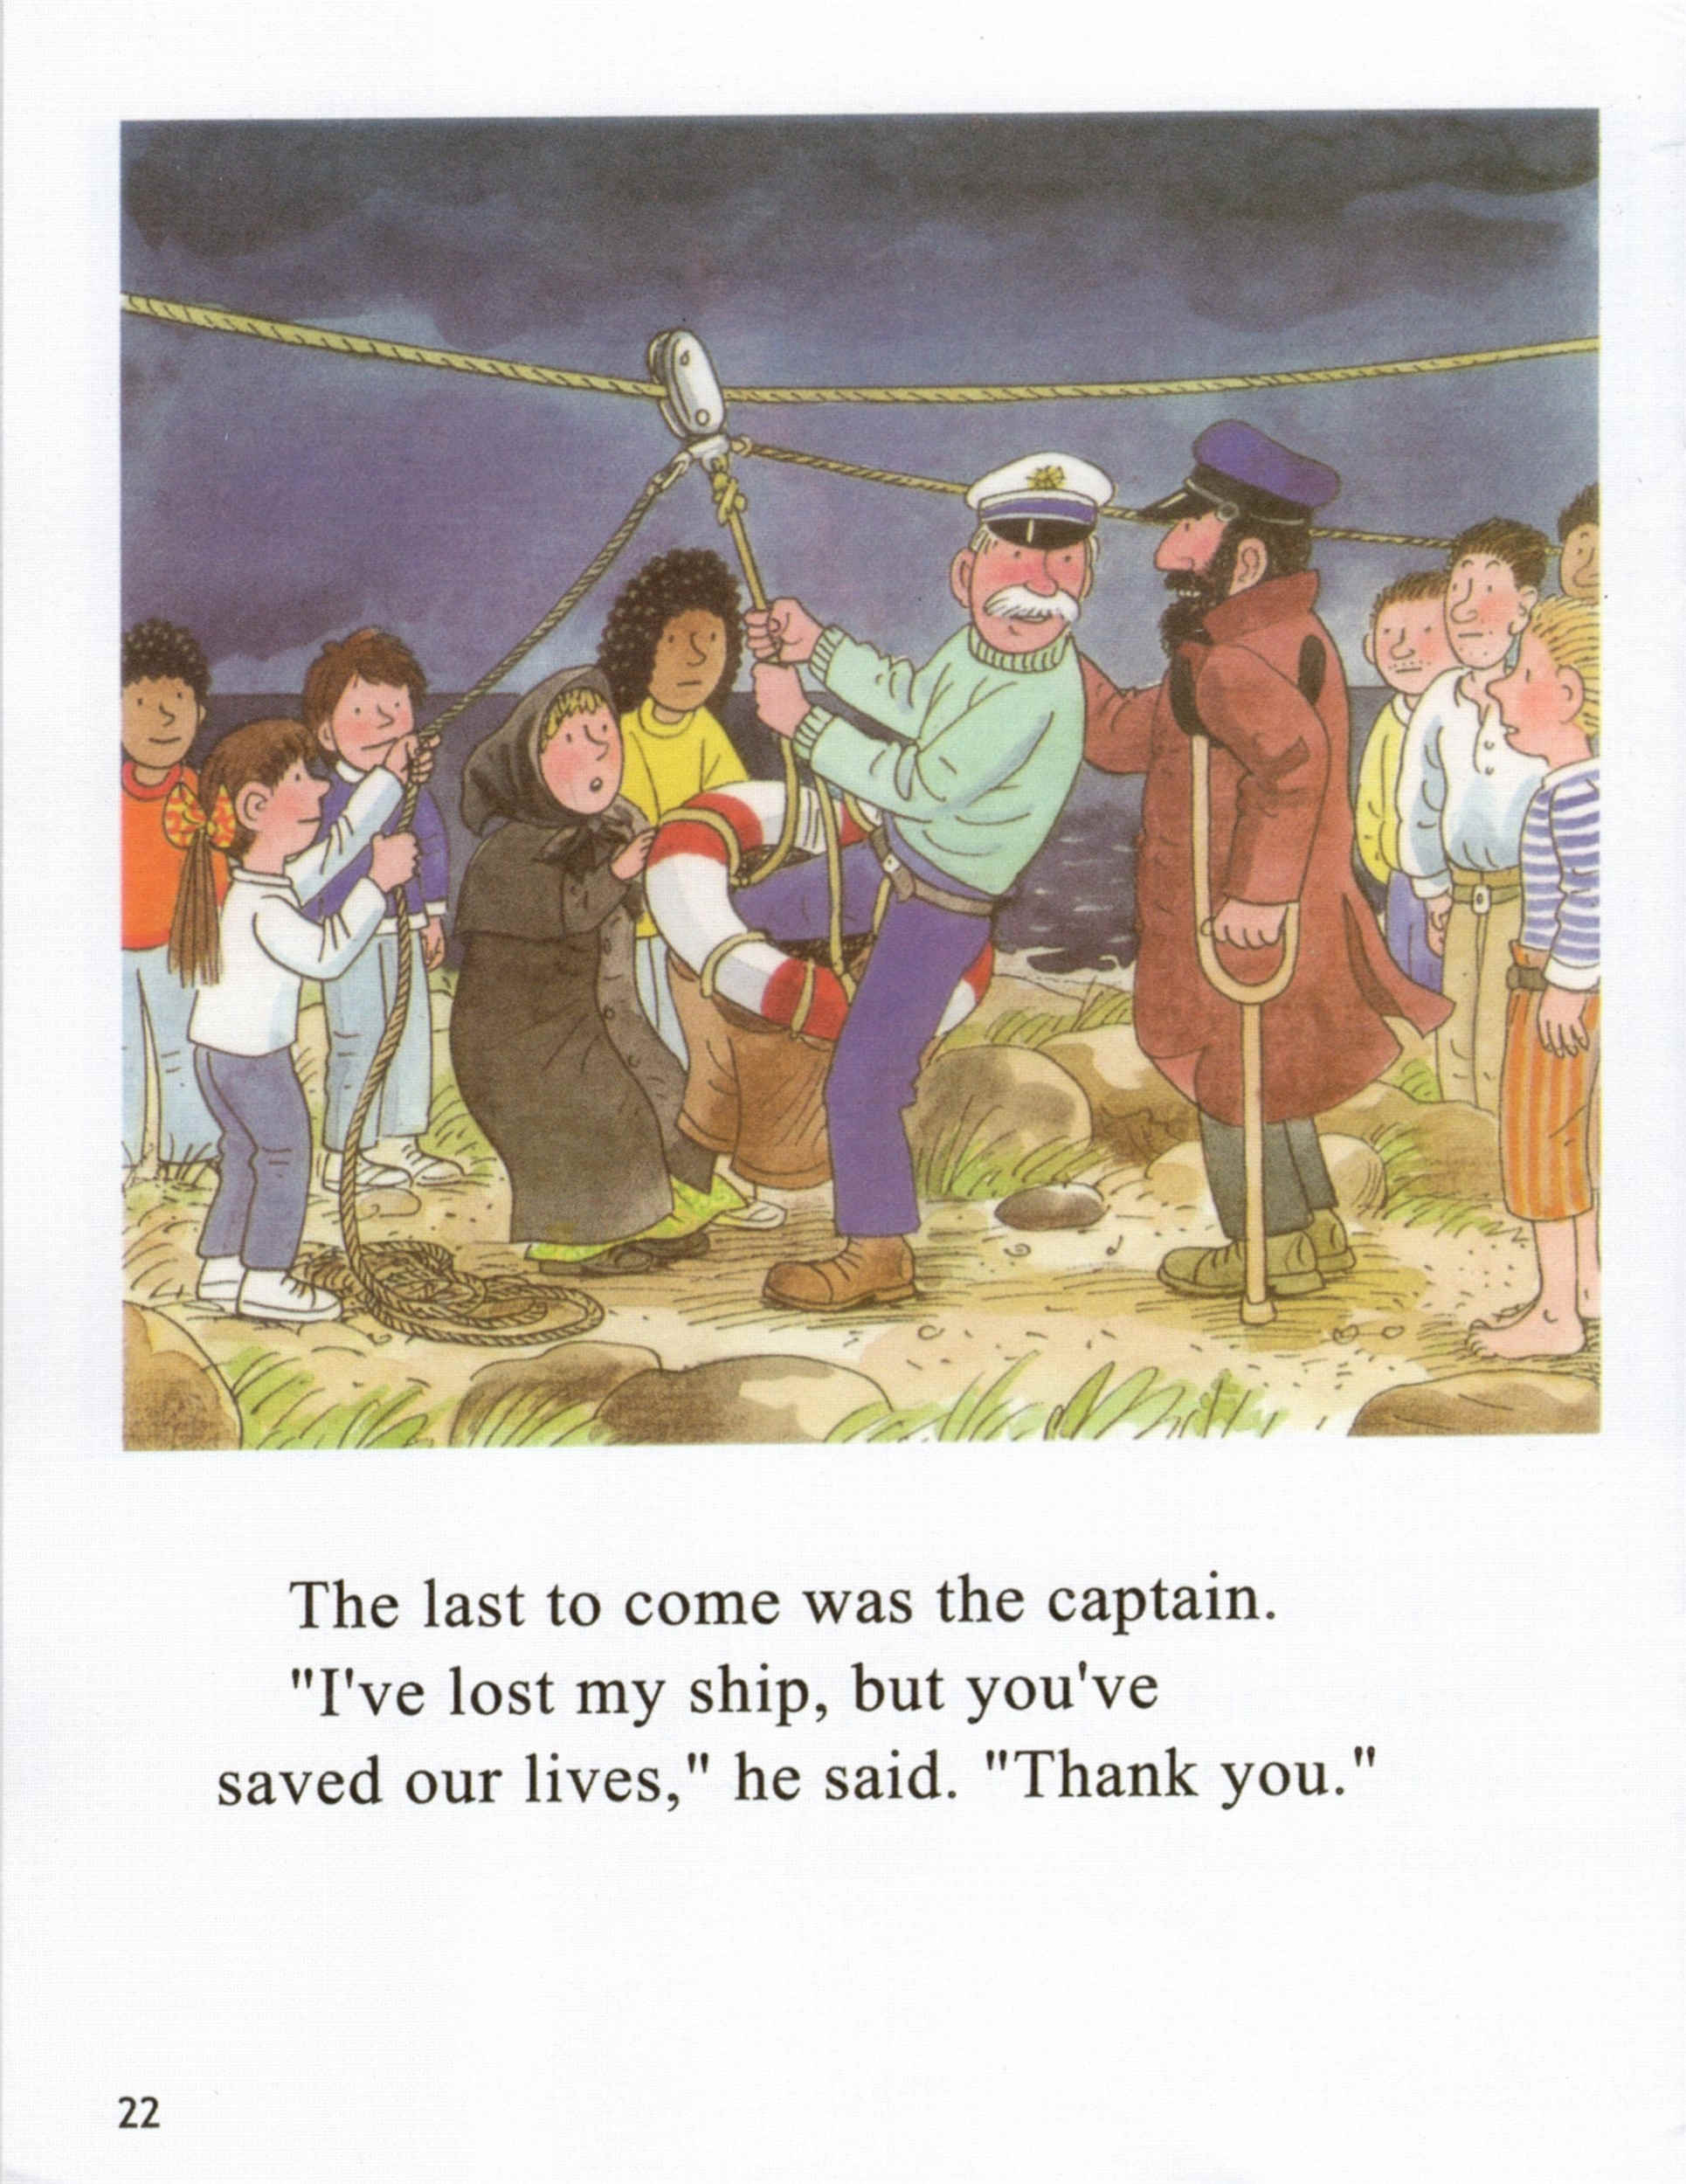 The last to come was the captain.
"I've lost my ship, but you've
saved our lives," he said. "Thank you."
22